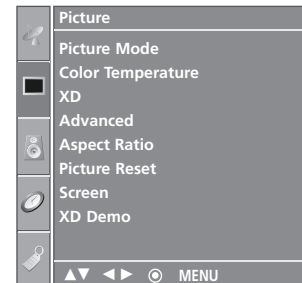 Picture
Picture Mode
Color Temperature
XD
Advanced
Aspect Ratio
Picture Reset
Screen
XD Demo
▲▼ ◄► ⊙ MENU